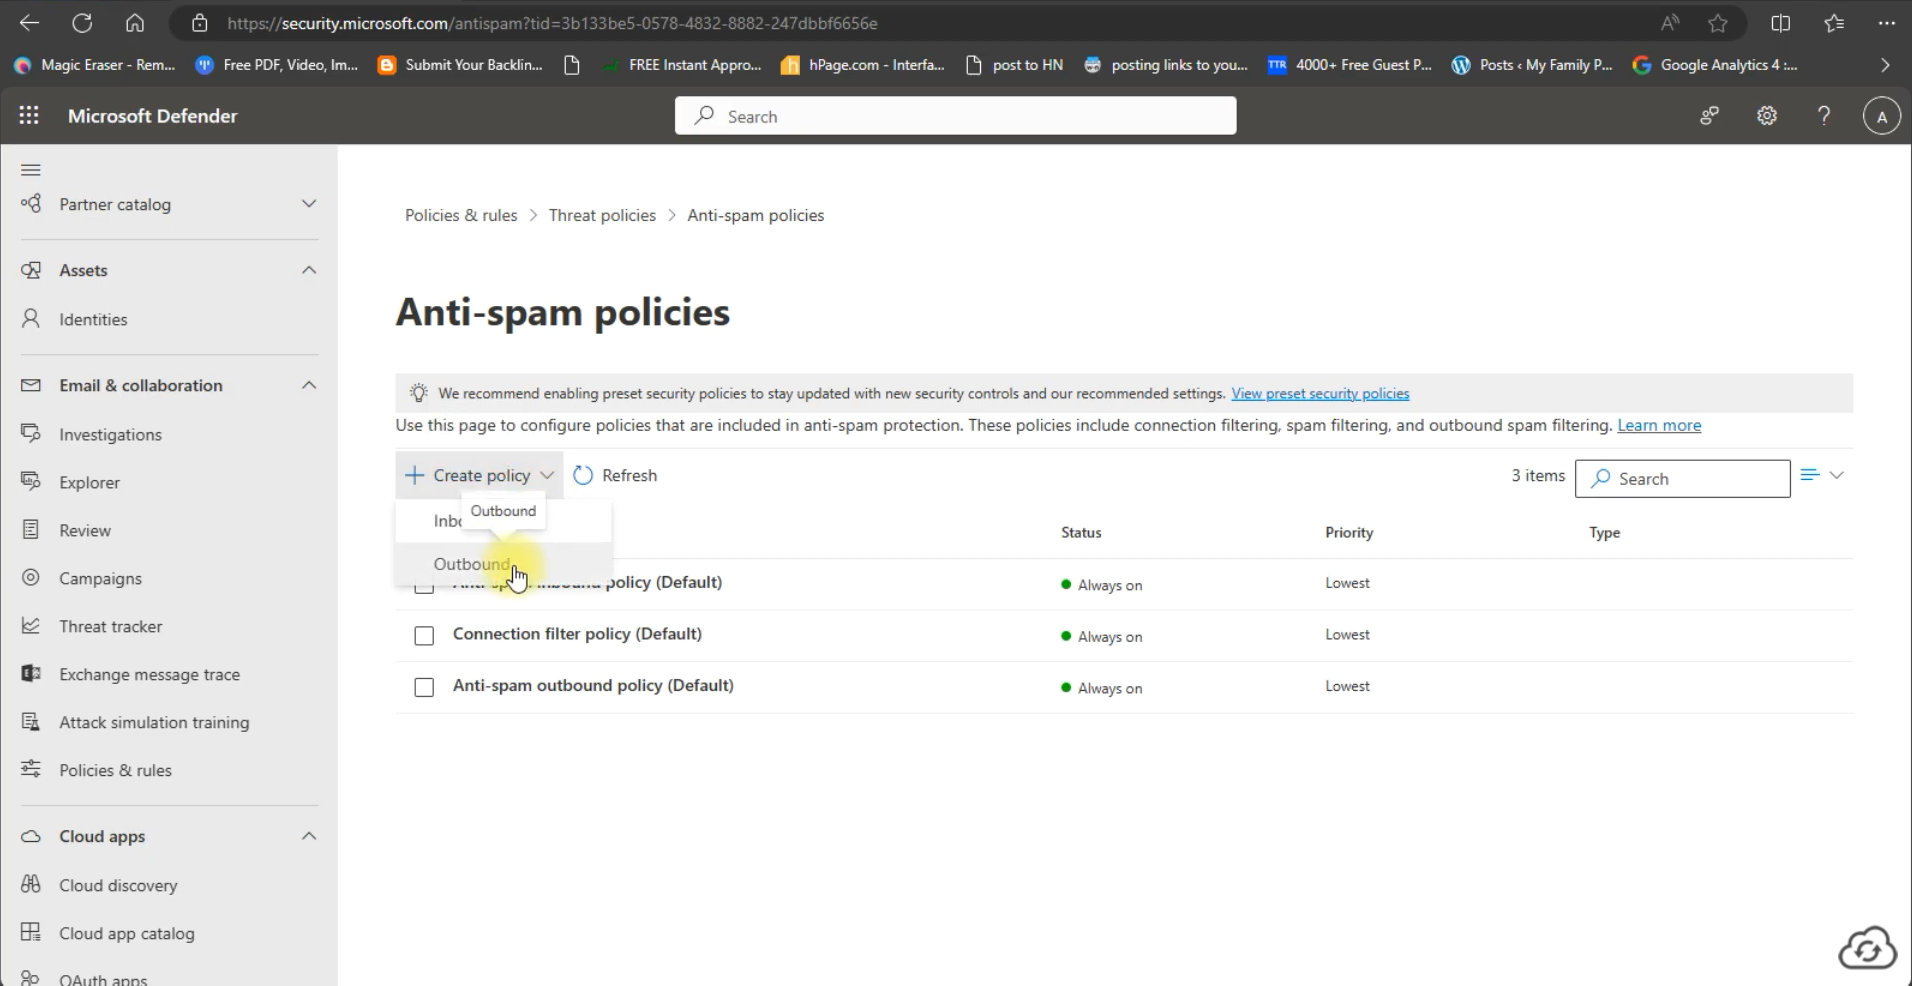 https://security.microsoft.com/antispam?tid=3b133be5-0578-4832-8882-247dbbf6656e
Magic Eraser - Rem... Free PDF, Video, Im... Submit Your Backlin... FREE Instant Appro... hPage.com - Interfa... post to HN posting links to you... TTR 4000+ Free Guest P... Posts ‹ My Family P... Google Analytics 4 :...
Microsoft Defender
Search
A
Partner catalog
Assets
Identities
Email & collaboration
Investigations
Explorer
Review
Campaigns
Threat tracker
Exchange message trace
Attack simulation training
Policies & rules
Cloud apps
Cloud discovery
Cloud app catalog
OAuth apps
Policies & rules > Threat policies > Anti-spam policies
Anti-spam policies
We recommend enabling preset security policies to stay updated with new security controls and our recommended settings. View preset security policies
Use this page to configure policies that are included in anti-spam protection. These policies include connection filtering, spam filtering, and outbound spam filtering. Learn more
+ Create policy Refresh
3 items Search
Outbound
Outbound
Status Priority Type
policy (Default) Always on Lowest
Connection filter policy (Default) Always on Lowest
Anti-spam outbound policy (Default) Always on Lowest